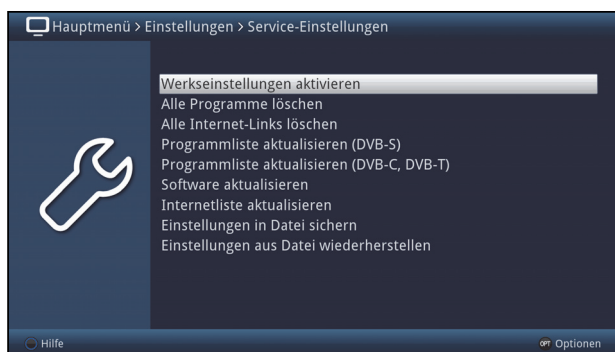 Hauptmenü > Einstellungen > Service-Einstellungen
Werkseinstellungen aktivieren
Alle Programme löschen
Alle Internet-Links löschen
Programmliste aktualisieren (DVB-S)
Programmliste aktualisieren (DVB-C, DVB-T)
Software aktualisieren
Internetliste aktualisieren
Einstellungen in Datei sichern
Einstellungen aus Datei wiederherstellen
Hilfe
OPT Optionen